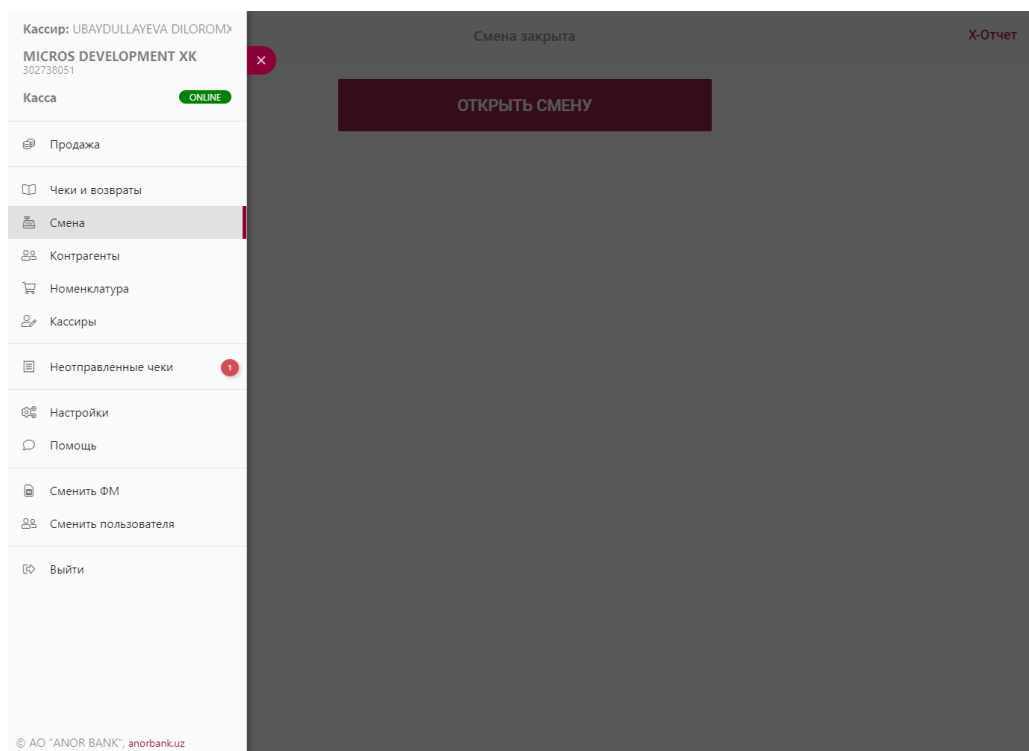 Кассир: UBAYDULLAYEVA DILOROMX
MICROS DEVELOPMENT XK
302738051
Касса ONLINE
Продажа
Чеки и возвраты
Смена
Контрагенты
Номенклатура
Кассиры
Неотправленные чеки 1
Настройки
Помощь
Сменить ФМ
Сменить пользователя
Выйти
© АО "ANOR BANK", anorbank.uz
Смена закрыта
X-Отчет
ОТКРЫТЬ СМЕНУ